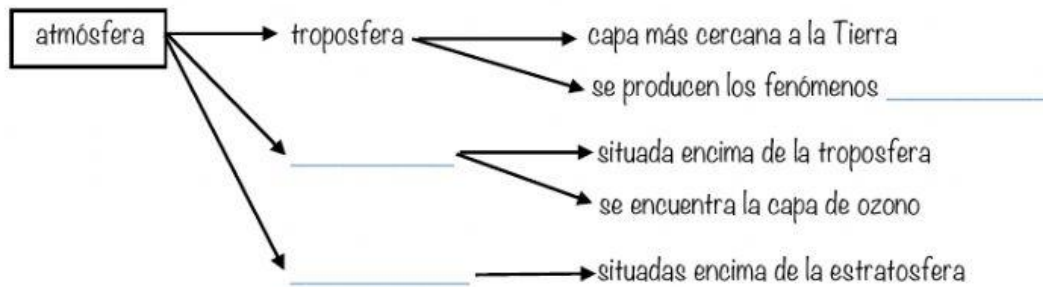 atmósfera
troposfera
capa más cercana a la Tierra
se producen los fenómenos
situada encima de la troposfera
se encuentra la capa de ozono
situadas encima de la estratosfera